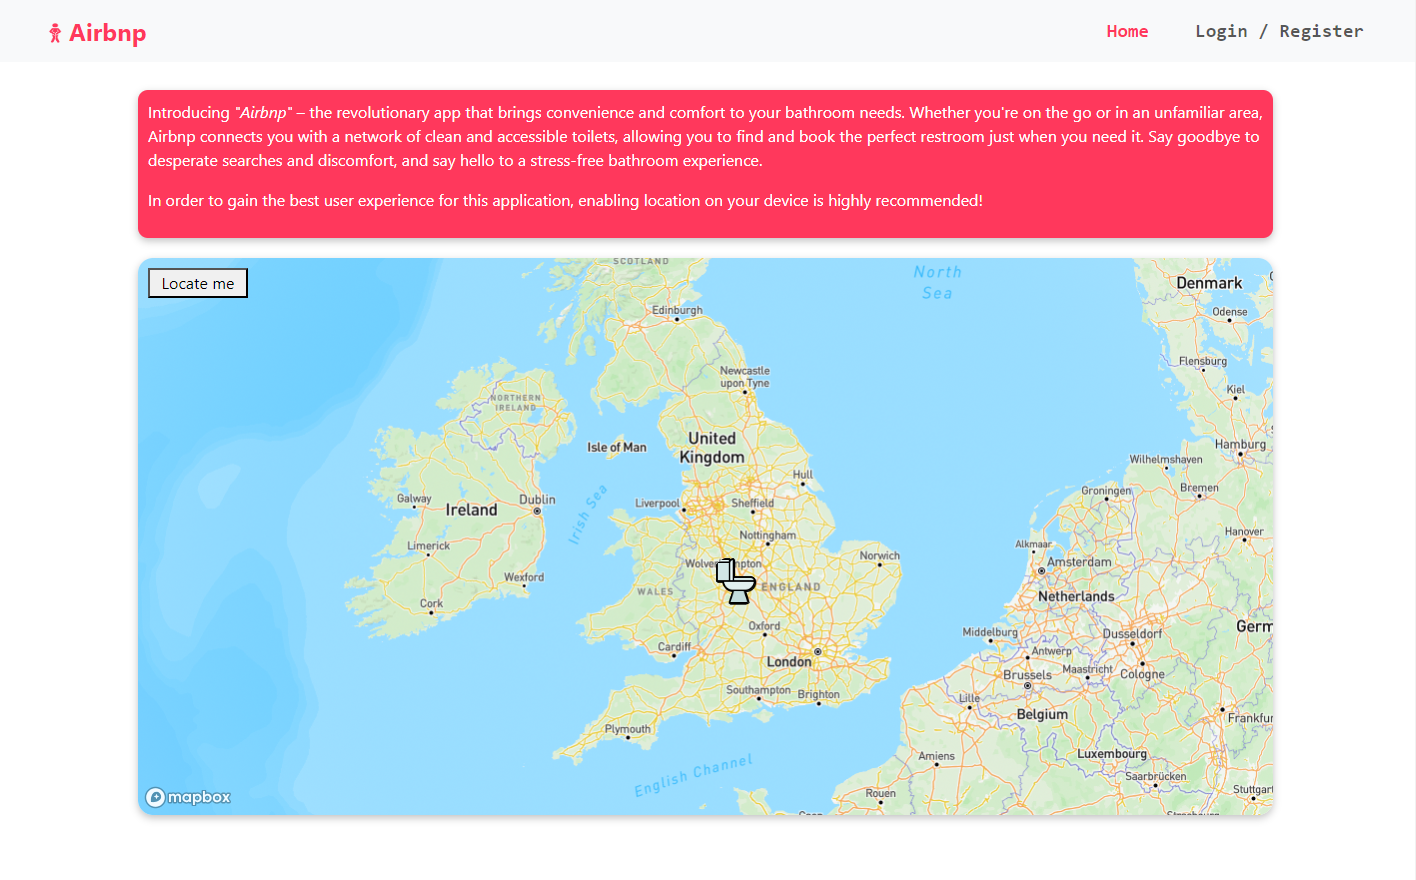 Airbnp
Home
Login / Register
Introducing "Airbnp" – the revolutionary app that brings convenience and comfort to your bathroom needs. Whether you're on the go or in an unfamiliar area,
Airbnp connects you with a network of clean and accessible toilets, allowing you to find and book the perfect restroom just when you need it. Say goodbye to
desperate searches and discomfort, and say hello to a stress-free bathroom experience.
In order to gain the best user experience for this application, enabling location on your device is highly recommended!
Locate me
SCOTLAND
North
Sea
Denmark
Odense
Edinburgh
Flensburg
Newcastle
upon Tyne
Kiel
NORTHERN
IRELAND
Isle of Man
United
Kingdom
Hamburg
Wilhelmshaven
Hull
Bremen
Groningen
Galway
Dublin
Liverpool
Sheffield
Ireland
Irish Sea
Nottingham
Hanover
Limerick
Alkmaar
Norwich
Amsterdam
Wexford
WALES
ENGLAND
Netherlands
Cork
Oxford
Germ
Middelburg
Dusseldorf
Cardiff
London
Antwerp
Maastricht
Brussels
Cologne
Southampton
Brighton
Lille
Belgium
Frankfur
Plymouth
Amiens
Luxembourg
English Channel
Saarbrücken
Rouen
Stuttgart
mapbox